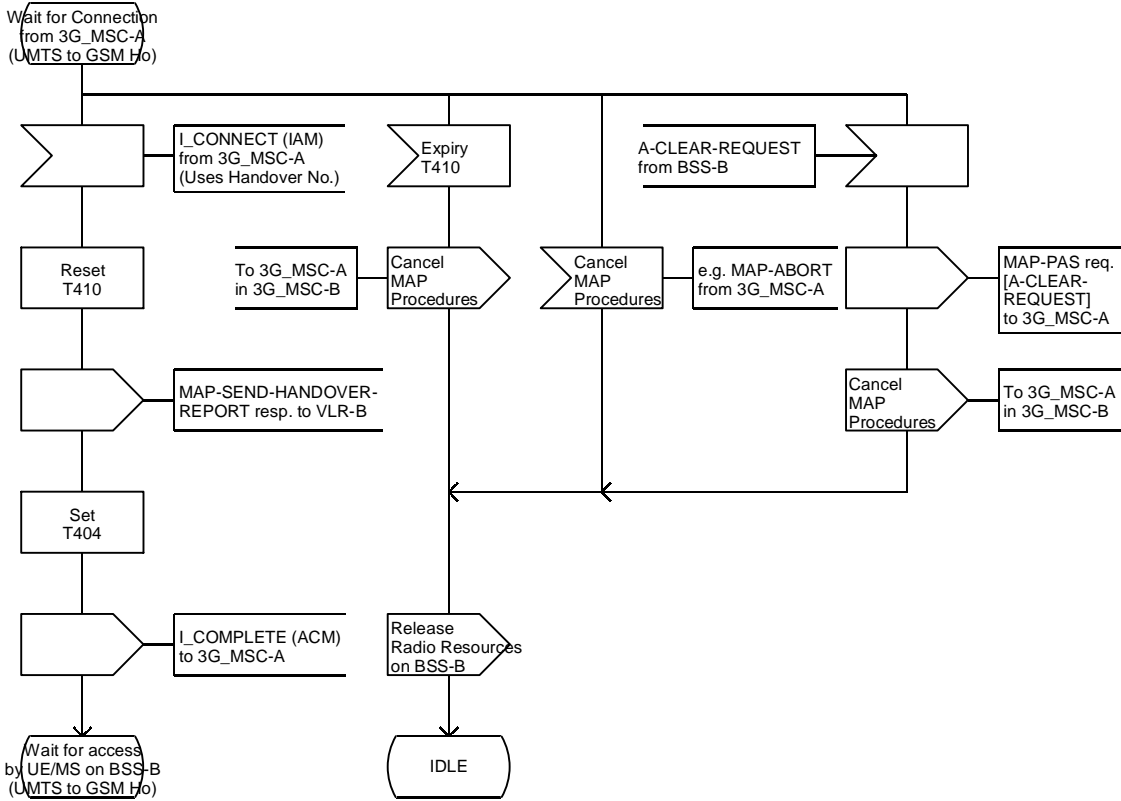 Wait for Connection
from 3G_MSC-A
(UMTS to GSM Ho)
I_CONNECT (IAM)
from 3G_MSC-A
(Uses Handover No.)
Expiry
T410
A-CLEAR-REQUEST
from BSS-B
Reset
T410
To 3G_MSC-A
in 3G_MSC-B
Cancel
MAP
Procedures
Cancel
MAP
Procedures
e.g. MAP-ABORT
from 3G_MSC-A
MAP-PAS req.
[A-CLEAR-
REQUEST]
to 3G_MSC-A
MAP-SEND-HANDOVER-
REPORT resp. to VLR-B
Cancel
MAP
Procedures
To 3G_MSC-A
in 3G_MSC-B
Set
T404
I_COMPLETE (ACM)
to 3G_MSC-A
Release
Radio Resources
on BSS-B
Wait for access
by UE/MS on BSS-B
(UMTS to GSM Ho)
IDLE